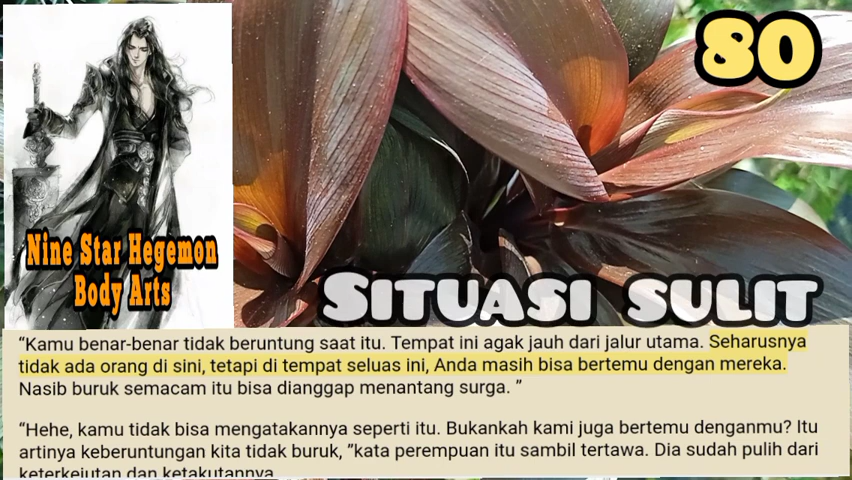 80
Nine Star Hegemon
Body Arts
Situasi sulit
“Kamu benar-benar tidak beruntung saat itu. Tempat ini agak jauh dari jalur utama. Seharusnya
tidak ada orang di sini, tetapi di tempat seluas ini, Anda masih bisa bertemu dengan mereka.
Nasib buruk semacam itu bisa dianggap menantang surga. ”
“Hehe, kamu tidak bisa mengatakannya seperti itu. Bukankah kami juga bertemu denganmu? Itu
artinya keberuntungan kita tidak buruk, ”kata perempuan itu sambil tertawa. Dia sudah pulih dari
keterkejutan dan ketakutannya